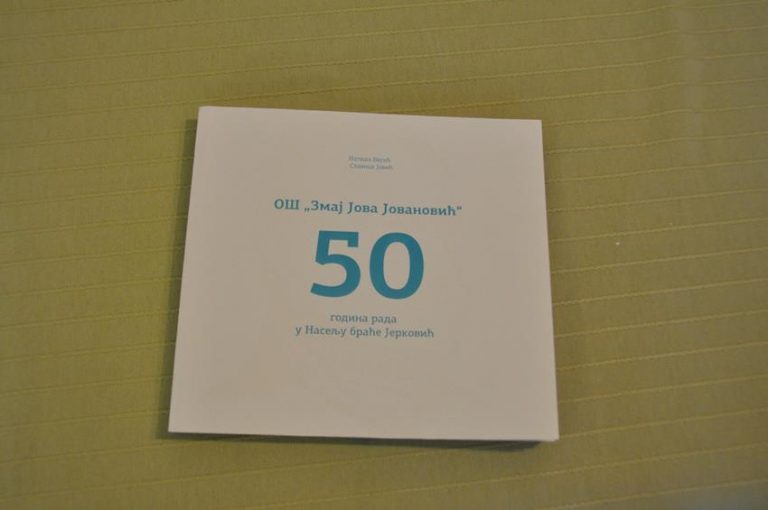 ОШ „Змај Јова Јовановић“
50
година рада
у Насељу браће Јерковић